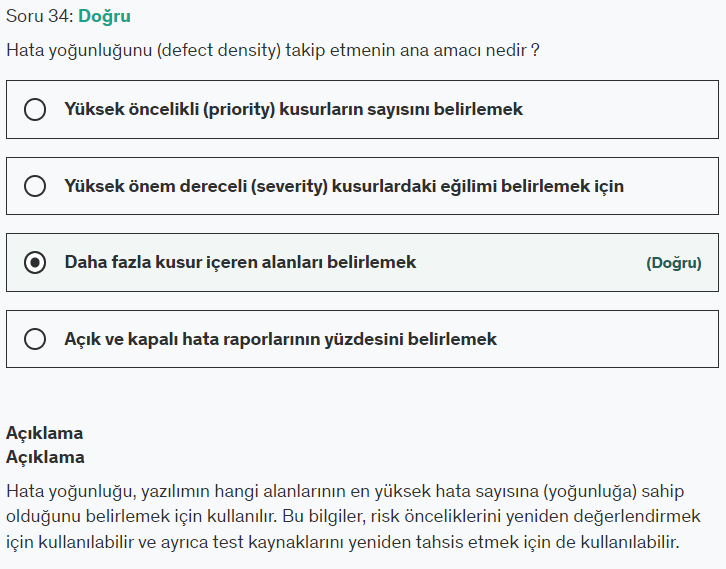 Soru 34: Doğru
Hata yoğunluğunu (defect density) takip etmenin ana amacı nedir ?
Yüksek öncelikli (priority) kusurların sayısını belirlemek
Yüksek önem dereceli (severity) kusurlardaki eğilimi belirlemek için
Daha fazla kusur içeren alanları belirlemek (Doğru)
Açık ve kapalı hata raporlarının yüzdesini belirlemek
Açıklama
Açıklama
Hata yoğunluğu, yazılımın hangi alanlarının en yüksek hata sayısına (yoğunluğa) sahip
olduğunu belirlemek için kullanılır. Bu bilgiler, risk önceliklerini yeniden değerlendirmek
için kullanılabilir ve ayrıca test kaynaklarını yeniden tahsis etmek için de kullanılabilir.